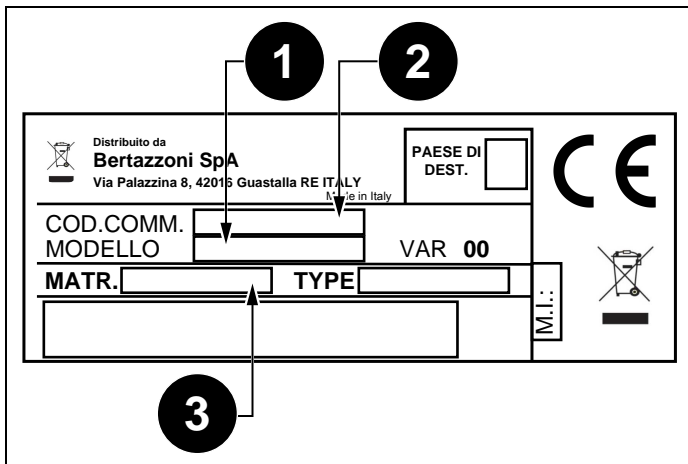 1 2
Distribuito da
Bertazzoni SpA
Via Palazzina 8, 42016 Guastalla RE ITALY
Made in Italy
PAESE DI
DEST.
CE
COD.COMM.
MODELLO
VAR 00
MATR.
TYPE
M.I.:
3